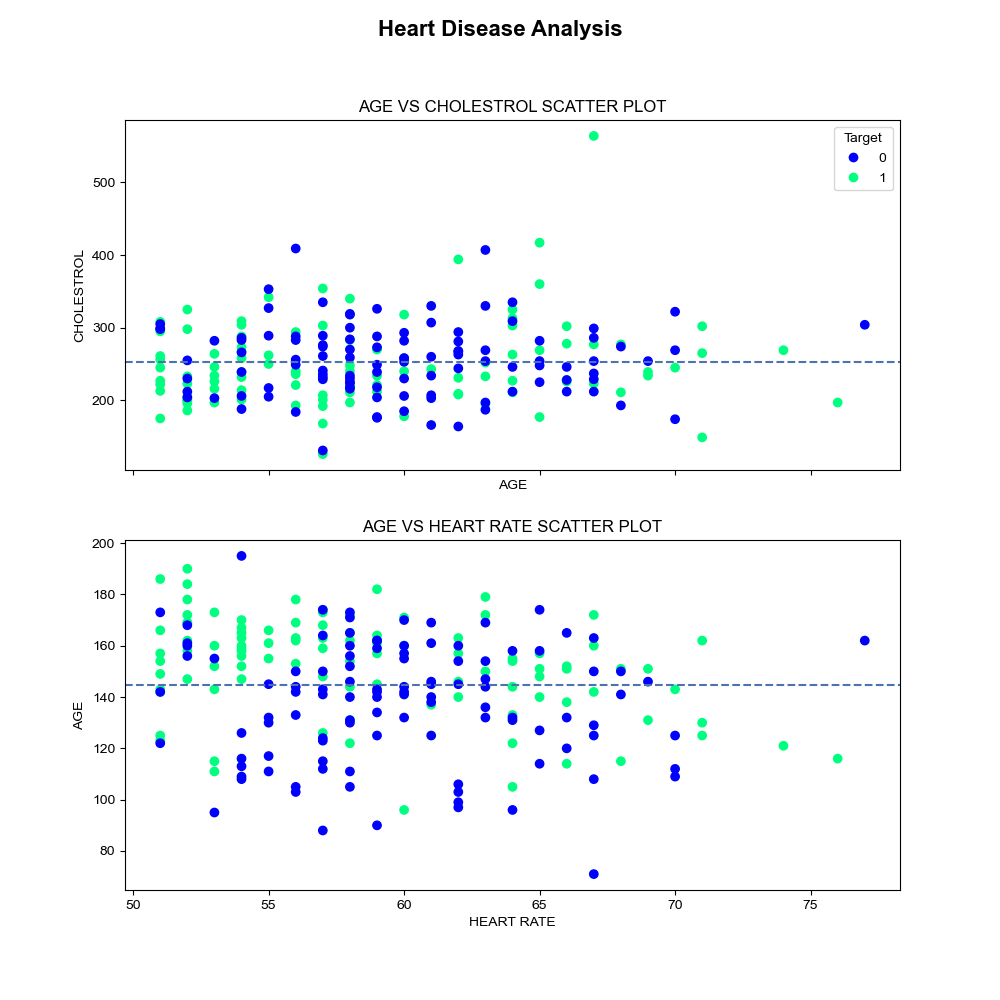 Heart Disease Analysis
AGE VS CHOLESTROL SCATTER PLOT
Target
0
1
500
400
300
200
CHOLESTROL
AGE
AGE VS HEART RATE SCATTER PLOT
200
180
160
140
120
100
80
AGE
50 55 60 65 70 75
HEART RATE